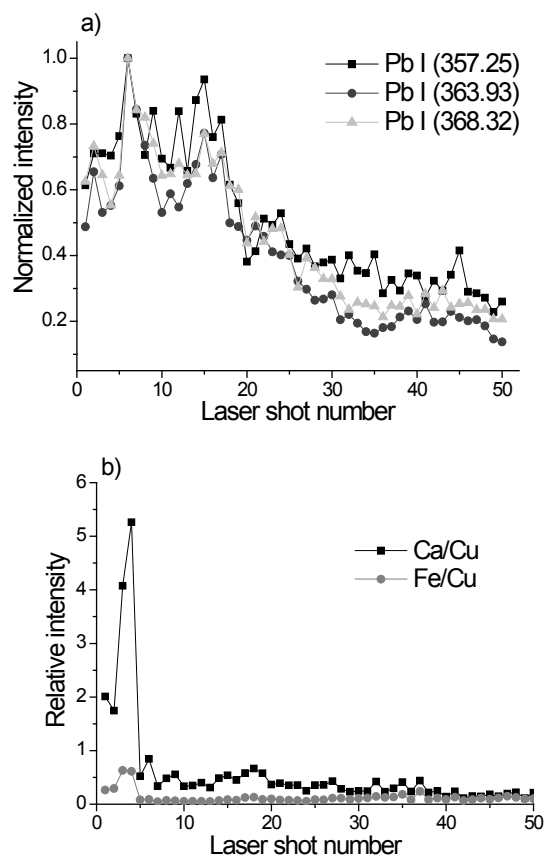 a)
1.0
0.8
0.6
0.4
0.2
Normalized intensity
Pb I (357.25)
Pb I (363.93)
Pb I (368.32)
0 10 20 30 40 50
Laser shot number
b)
6
5
4
3
2
1
0
Relative intensity
Ca/Cu
Fe/Cu
0 10 20 30 40 50
Laser shot number